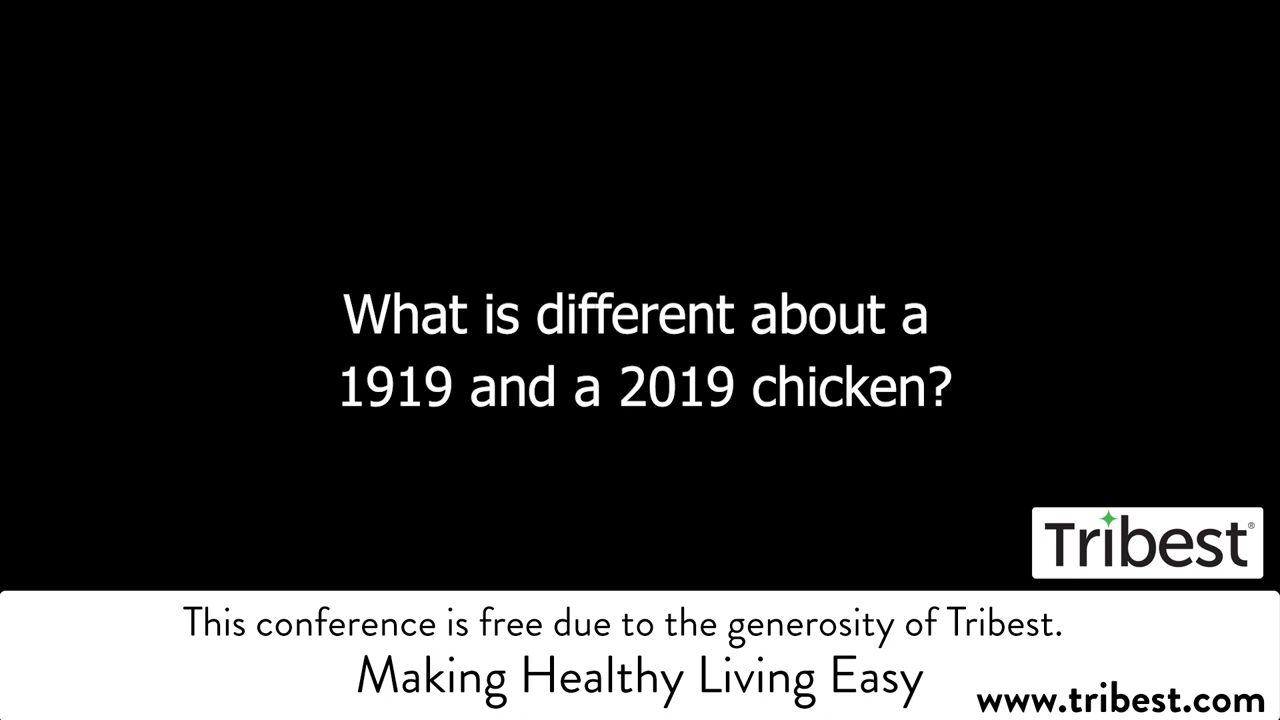 What is different about a
1919 and a 2019 chicken?
Tribest®
This conference is free due to the generosity of Tribest.
Making Healthy Living Easy
www.tribest.com